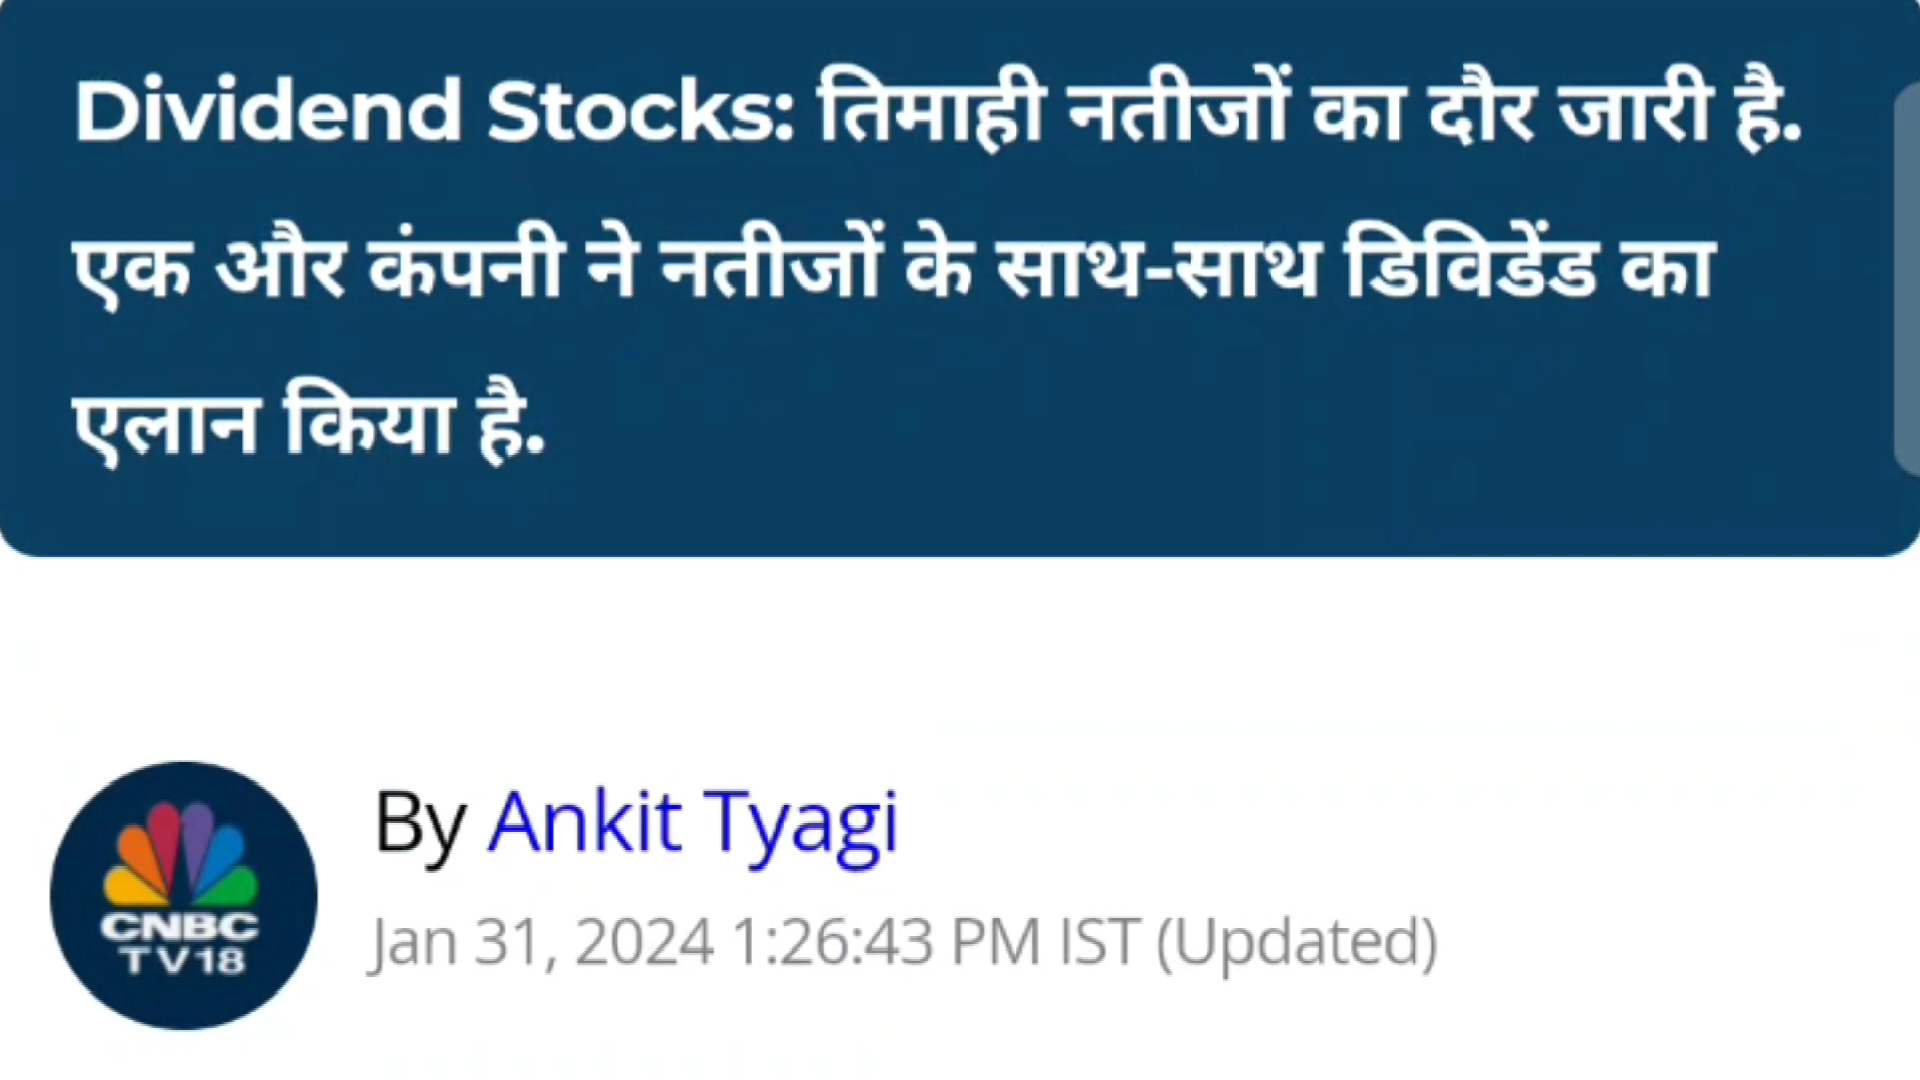 Dividend Stocks: तिमाही नतीजों का दौर जारी है.
एक और कंपनी ने नतीजों के साथ-साथ डिविडेंड का
एलान किया है.
By Ankit Tyagi
Jan 31, 2024 1:26:43 PM IST (Updated)
CNBC
TV18